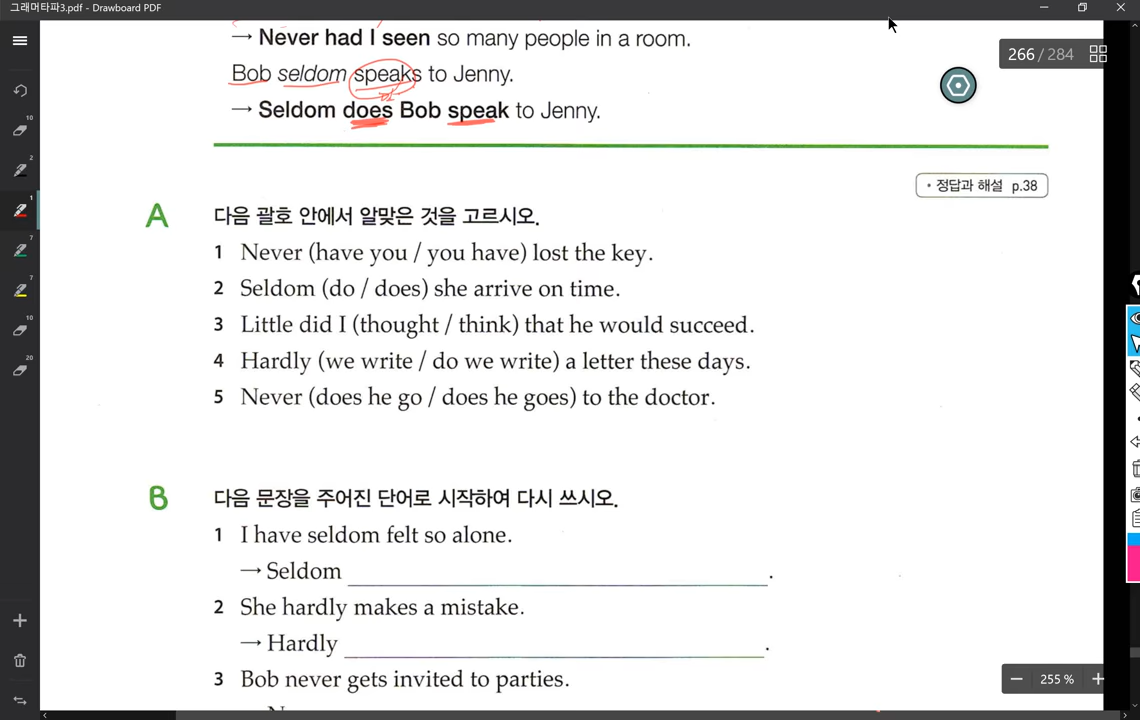 그래머타파3.pdf - Drawboard PDF
→ Never had I seen so many people in a room.
266 / 284
Bob seldom speaks to Jenny.
→ Seldom does Bob speak to Jenny.
• 정답과 해설 p.38
A 다음 괄호 안에서 알맞은 것을 고르시오.
1 Never (have you / you have) lost the key.
2 Seldom (do / does) she arrive on time.
3 Little did I (thought / think) that he would succeed.
4 Hardly (we write / do we write) a letter these days.
5 Never (does he go / does he goes) to the doctor.
B 다음 문장을 주어진 단어로 시작하여 다시 쓰시오.
1 I have seldom felt so alone.
→ Seldom .
2 She hardly makes a mistake.
→ Hardly .
3 Bob never gets invited to parties.
255 %
10
2
1
7
7
10
20